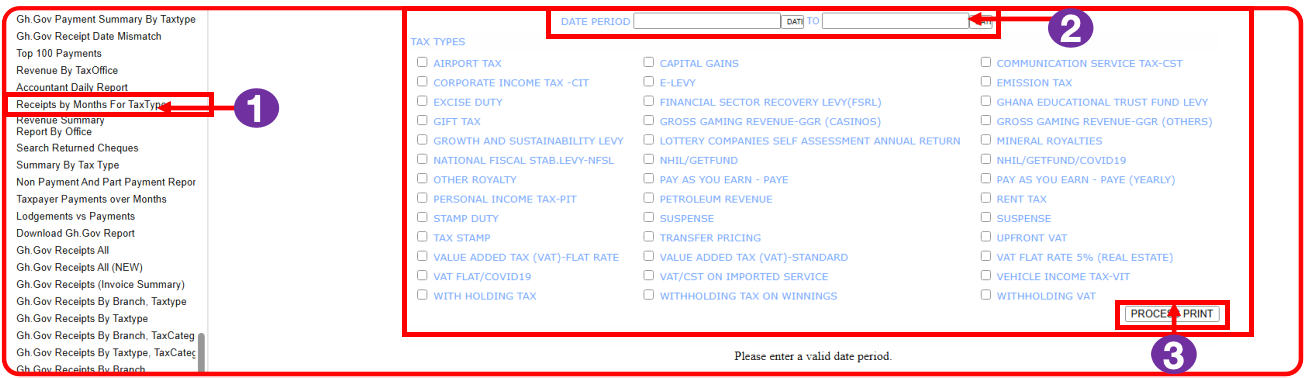 Gh.Gov Payment Summary By Taxtype
Gh.Gov Receipt Date Mismatch
Top 100 Payments
Revenue By TaxOffice
Accountant Daily Report
Receipts by Months For TaxType
Revenue Summary
Report By Office
Search Returned Cheques
Summary By Tax Type
Non Payment And Part Payment Repor
Taxpayer Payments over Months
Lodgements vs Payments
Download Gh.Gov Report
Gh.Gov Receipts All
Gh.Gov Receipts All (NEW)
Gh.Gov Receipts (Invoice Summary)
Gh.Gov Receipts By Branch, Taxtype
Gh.Gov Receipts By Taxtype
Gh.Gov Receipts By Branch, TaxCateg
Gh.Gov Receipts By Taxtype, TaxCateg
Gh.Gov Receipts By Branch
1
DATE PERIOD DATI TO
2
TAX TYPES
AIRPORT TAX CAPITAL GAINS COMMUNICATION SERVICE TAX-CST
CORPORATE INCOME TAX -CIT E-LEVY EMISSION TAX
EXCISE DUTY FINANCIAL SECTOR RECOVERY LEVY(FSRL) GHANA EDUCATIONAL TRUST FUND LEVY
GIFT TAX GROSS GAMING REVENUE-GGR (CASINOS) GROSS GAMING REVENUE-GGR (OTHERS)
GROWTH AND SUSTAINABILITY LEVY LOTTERY COMPANIES SELF ASSESSMENT ANNUAL RETURN MINERAL ROYALTIES
NATIONAL FISCAL STAB.LEVY-NFSL NHIL/GETFUND NHIL/GETFUND/COVID19
OTHER ROYALTY PAY AS YOU EARN - PAYE PAY AS YOU EARN - PAYE (YEARLY)
PERSONAL INCOME TAX-PIT PETROLEUM REVENUE RENT TAX
STAMP DUTY SUSPENSE SUSPENSE
TAX STAMP TRANSFER PRICING UPFRONT VAT
VALUE ADDED TAX (VAT)-FLAT RATE VALUE ADDED TAX (VAT)-STANDARD VAT FLAT RATE 5% (REAL ESTATE)
VAT FLAT/COVID19 VAT/CST ON IMPORTED SERVICE VEHICLE INCOME TAX-VIT
WITH HOLDING TAX WITHHOLDING TAX ON WINNINGS WITHHOLDING VAT
PRINT
3
Please enter a valid date period.